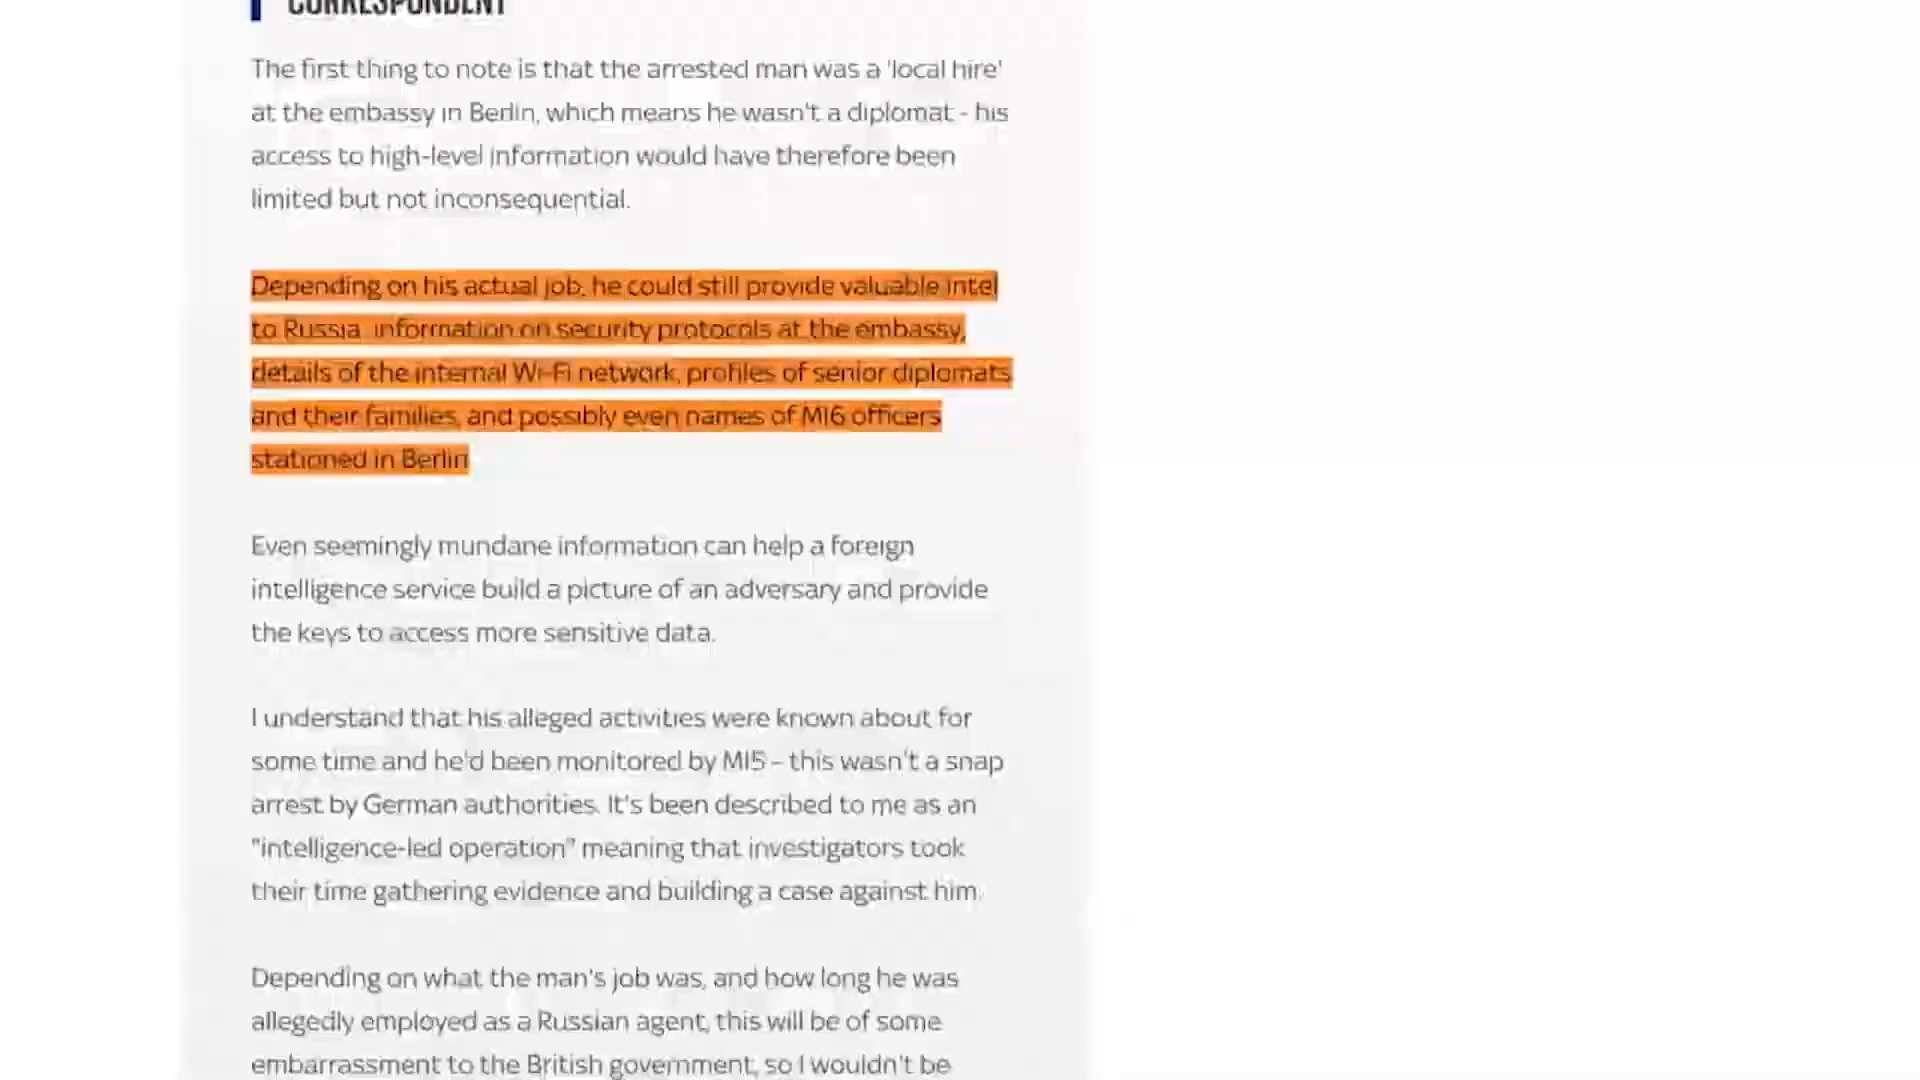 CORRESPONDENT
The first thing to note is that the arrested man was a 'local hire'
at the embassy in Berlin, which means he wasn't a diplomat - his
access to high-level information would have therefore been
limited but not inconsequential.
Depending on his actual job, he could still provide valuable intel
to Russia: information on security protocols at the embassy,
details of the internal Wi-Fi network, profiles of senior diplomats
and their families, and possibly even names of MI6 officers
stationed in Berlin.
Even seemingly mundane information can help a foreign
intelligence service build a picture of an adversary and provide
the keys to access more sensitive data.
I understand that his alleged activities were known about for
some time and he'd been monitored by MI5 - this wasn't a snap
arrest by German authorities. It's been described to me as an
"intelligence-led operation" meaning that investigators took
their time gathering evidence and building a case against him.
Depending on what the man's job was, and how long he was
allegedly employed as a Russian agent, this will be of some
embarrassment to the British government, so I wouldn't be